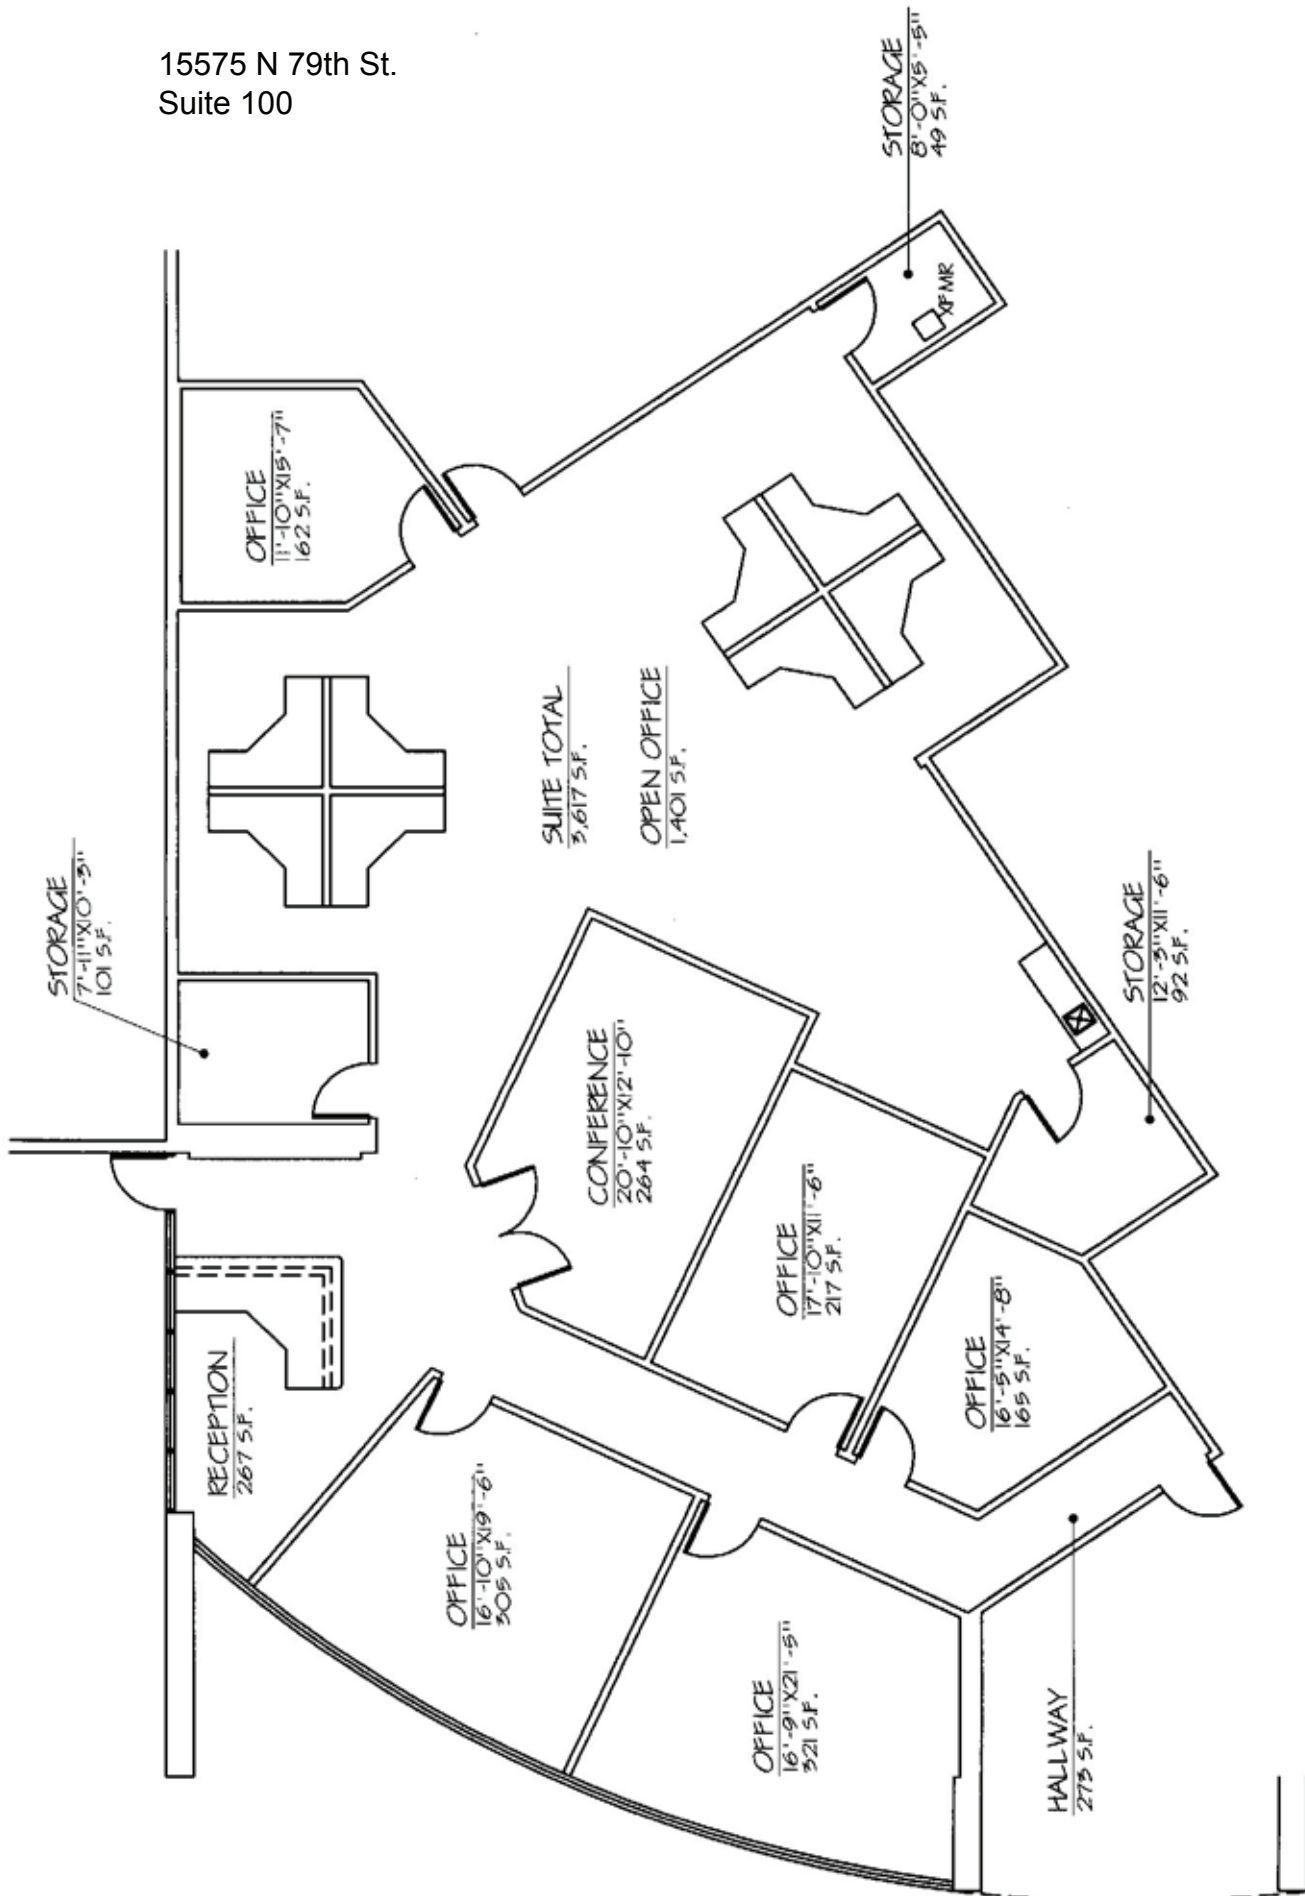 15575 N 79th St.
Suite 100
STORAGE
8'-0"X5'-5"
49 S.F.
XFMR
OFFICE
11'-10"X15'-7"
162 S.F.
SUITE TOTAL
3,617 S.F.
OPEN OFFICE
1,401 S.F.
STORAGE
7'-11"X10'-3"
101 S.F.
STORAGE
12'-3"X11'-6"
92 S.F.
CONFERENCE
20'-10"X12'-10"
264 S.F.
OFFICE
17'-10"X11'-6"
217 S.F.
OFFICE
16'-5"X14'-8"
165 S.F.
RECEPTION
267 S.F.
OFFICE
16'-10"X19'-6"
305 S.F.
OFFICE
16'-9"X21'-5"
321 S.F.
HALLWAY
273 S.F.